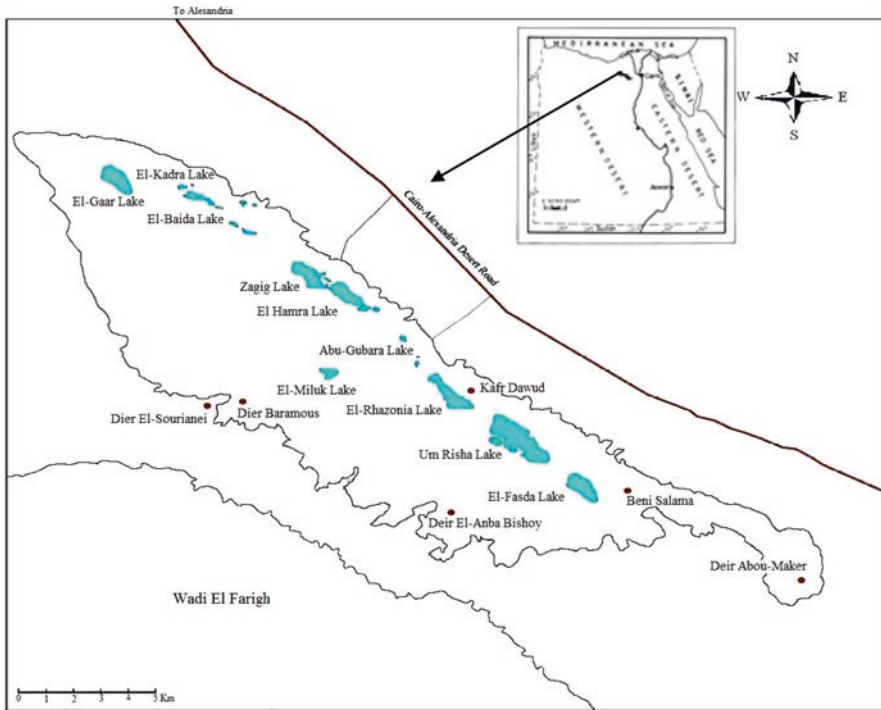 To Alesandria
MEDIRRANEAN SEA
SINAI
WESTERN DESERT
EASTERN DESERT
RED SEA
N
W
E
S
Cairo-Alexandria Desert Road
El-Kadra Lake
El-Gaar Lake
El-Baida Lake
Zagig Lake
El Hamra Lake
Abu-Gubara Lake
El-Miluk Lake
Kafr Dawud
El-Rhazonia Lake
Dier Baramous
Dier El-Sourianei
Um Risha Lake
El-Fasda Lake
Beni Salama
Deir El-Anba Bishoy
Deir Abou-Maker
Wadi El Farigh
0 1 2 3 4 5 Km